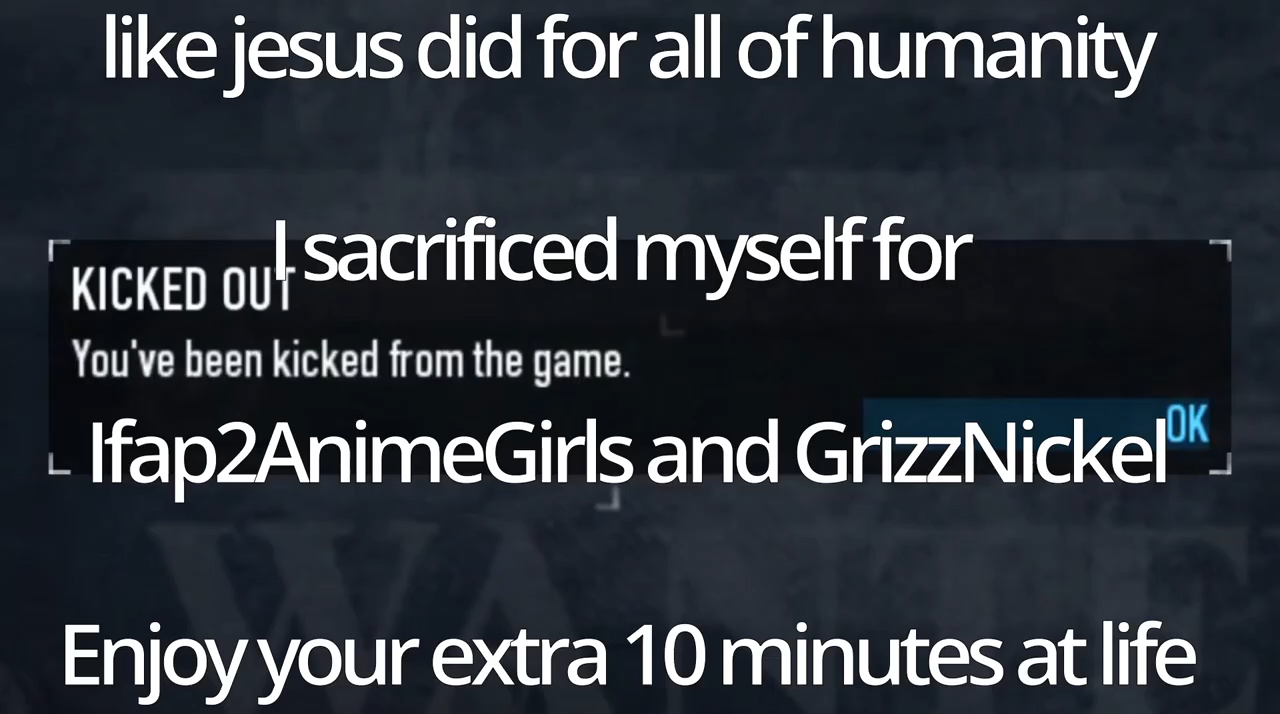 like jesus did for all of humanity
I sacrificed myself for
KICKED OUT
You've been kicked from the game.
OK
Ifap2AnimeGirls and GrizzNickel
WANTE
Enjoy your extra 10 minutes at life